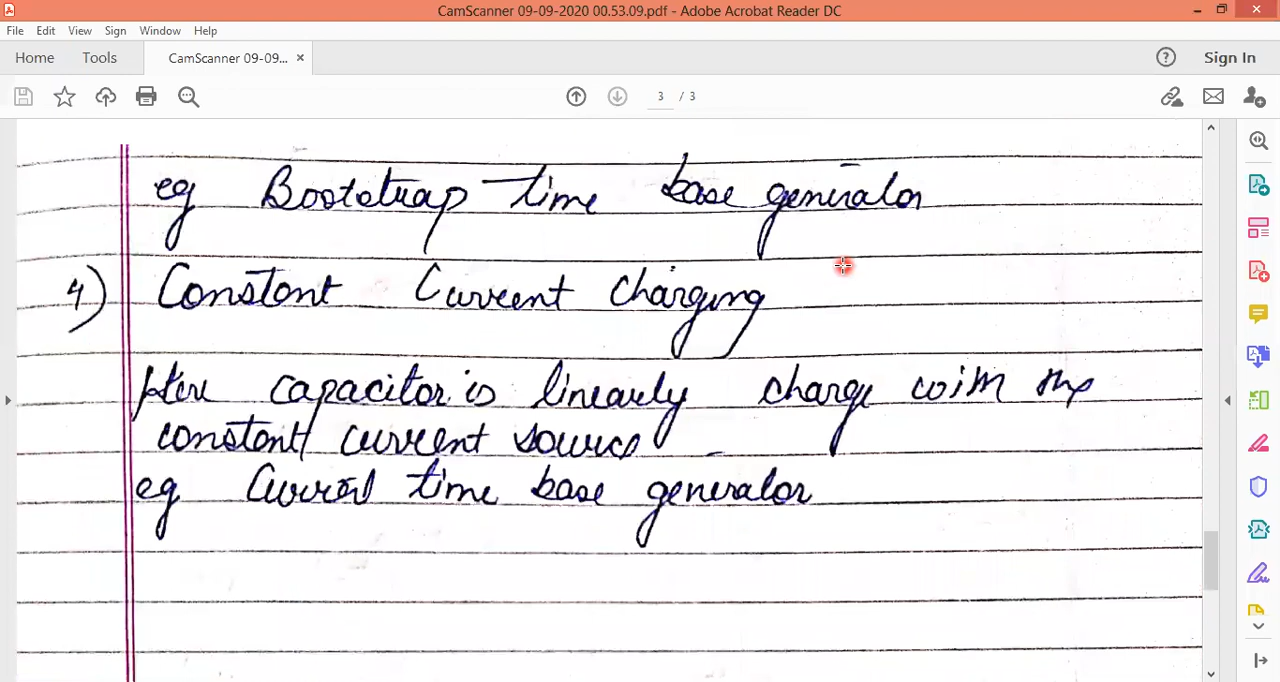 CamScanner 09-09-2020 00.53.09.pdf - Adobe Acrobat Reader DC
File Edit View Sign Window Help
Home Tools CamScanner 09-09... × Sign In
3 / 3
eg Bootstrap time base generator
4) Constant Current Charging
Here capacitor is linearly charge with the
constant current source
eg Current time base generator